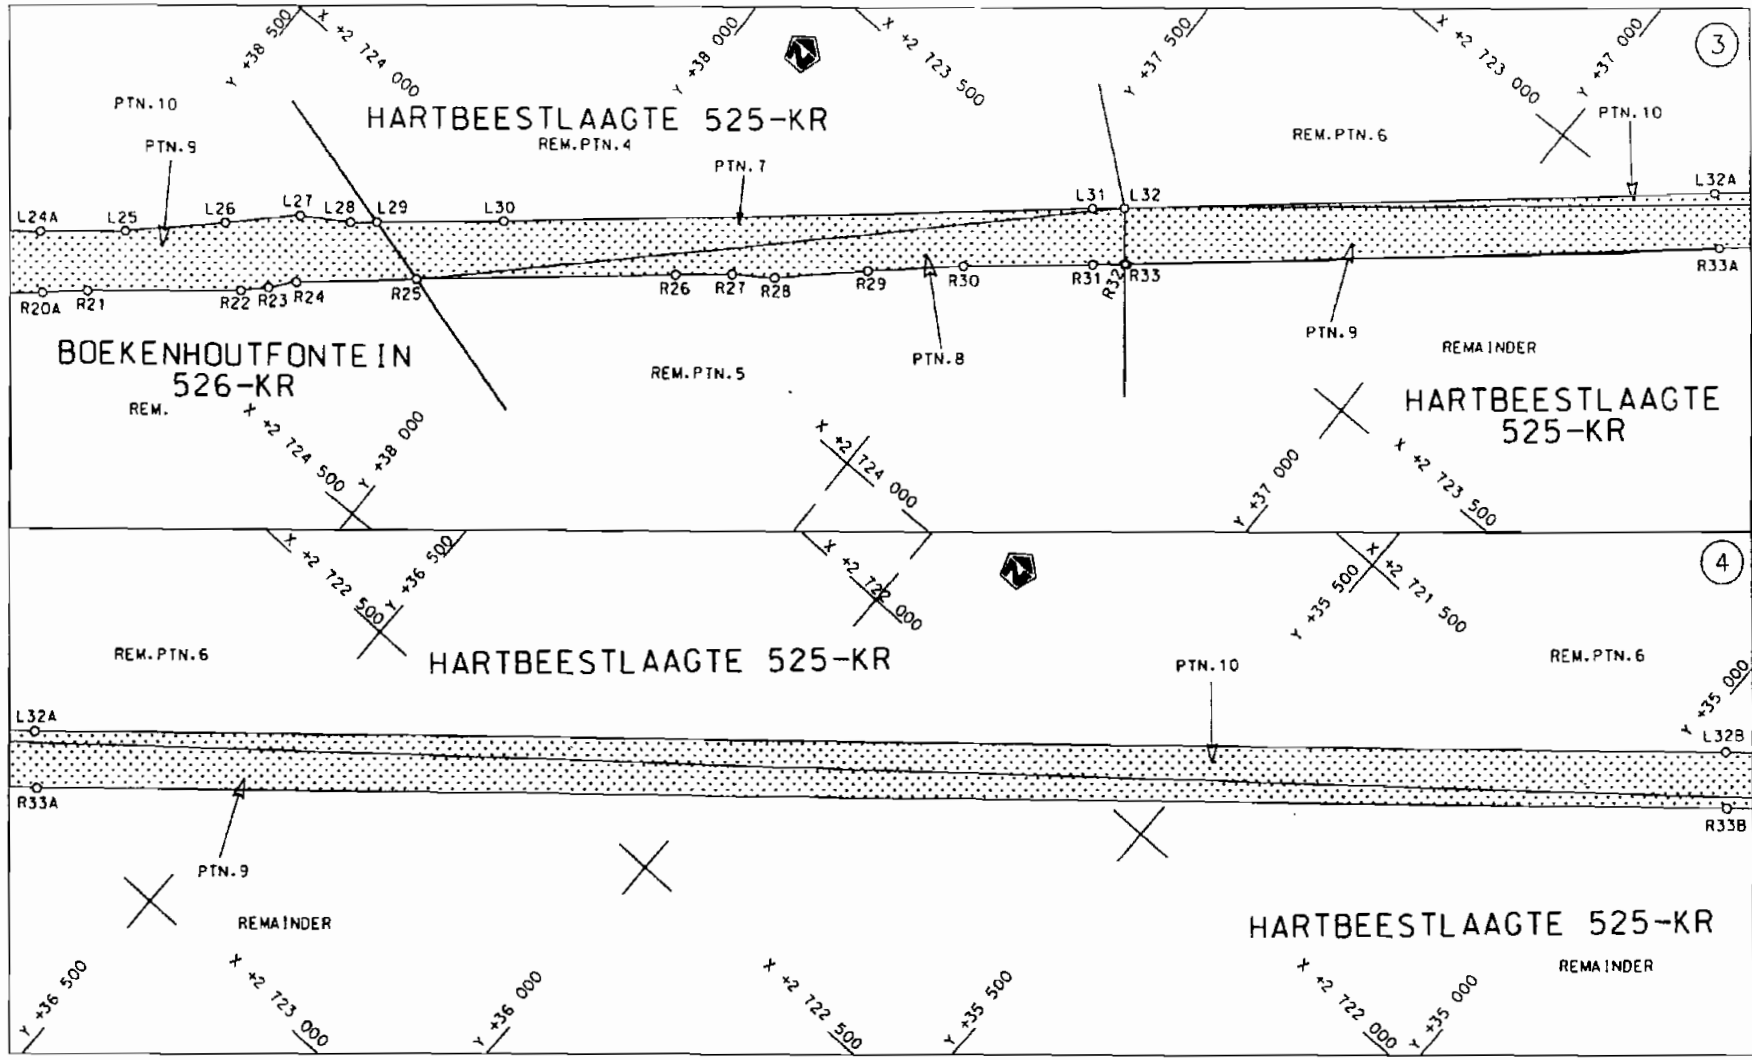 Y +38 500
X +2 724 000
Y +38 000
X +2 723 500
Y +37 500
X +2 723 000
Y +37 000
3
PTN.10
HARTBEESTLAAGTE 525-KR
REM.PTN.4
PTN.9
PTN.7
REM.PTN.6
PTN.10
L24A
L25
L26
L27
L28
L29
L30
L31
L32
L32A
R20A
R21
R22
R23
R24
R25
R26
R27
R28
R29
R30
R31
R32
R33
R33A
BOEKENHOUTFONTEIN
526-KR
REM.
REM.PTN.5
PTN.8
PTN.9
REMAINDER
HARTBEESTLAAGTE
525-KR
X +2 724 500
Y +38 000
X +2 724 000
Y +37 000
X +2 723 500
X +2 722 500
Y +36 500
X +2 722 000
Y +35 500
X +2 721 500
4
REM.PTN.6
HARTBEESTLAAGTE 525-KR
PTN.10
REM.PTN.6
Y +35 000
L32A
L32B
R33A
R33B
PTN.9
REMAINDER
HARTBEESTLAAGTE 525-KR
REMAINDER
Y +36 500
X +2 723 000
Y +36 000
X +2 722 500
Y +35 500
X +2 722 000
Y +35 000